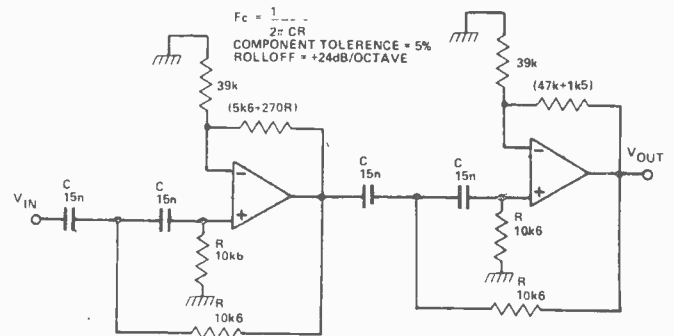 Fc = 1
2π CR
COMPONENT TOLERENCE = 5%
ROLLOFF = +24dB/OCTAVE
39k
(5k6+270R)
39k
(47k+1k5)
VIN
C
15n
C
15n
−
+
R
10k6
R
10k6
C
15n
C
15n
−
+
R
10k6
R
10k6
VOUT